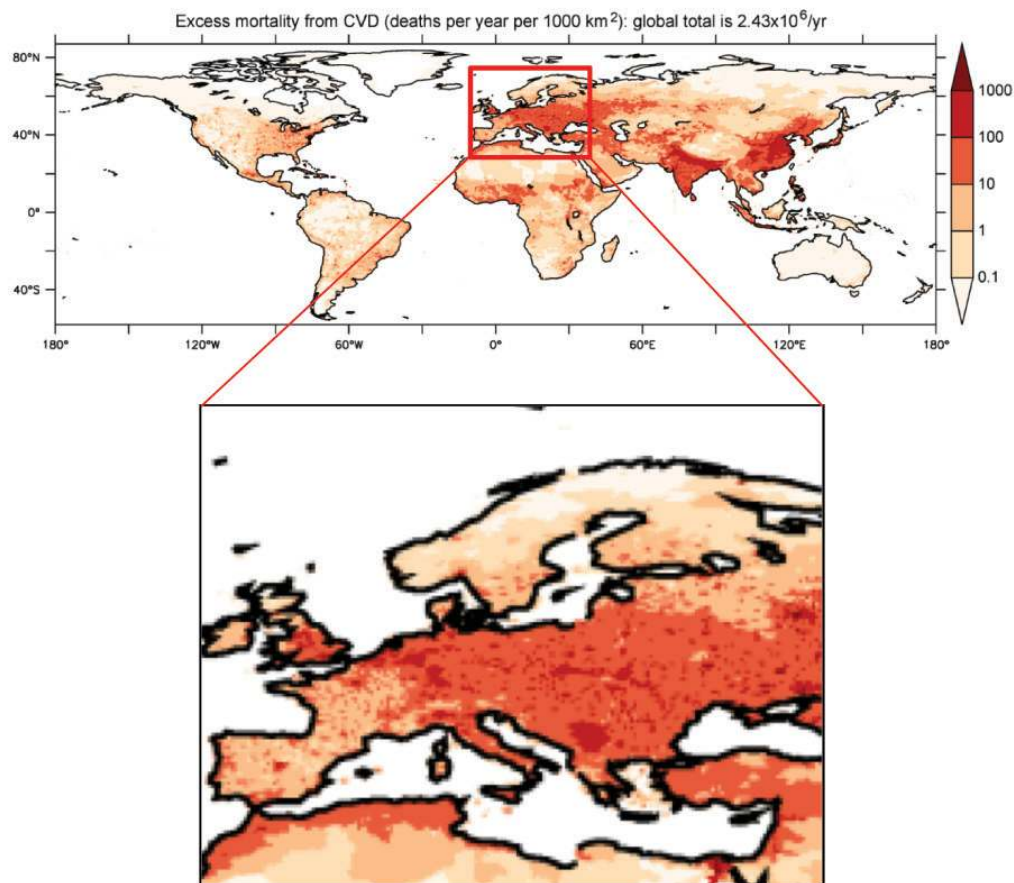 Excess mortality from CVD (deaths per year per 1000 km²): global total is 2.43x10⁶/yr
80°N
40°N
0°
40°S
180°
120°W
60°W
0°
60°E
120°E
180°
1000
100
10
1
0.1